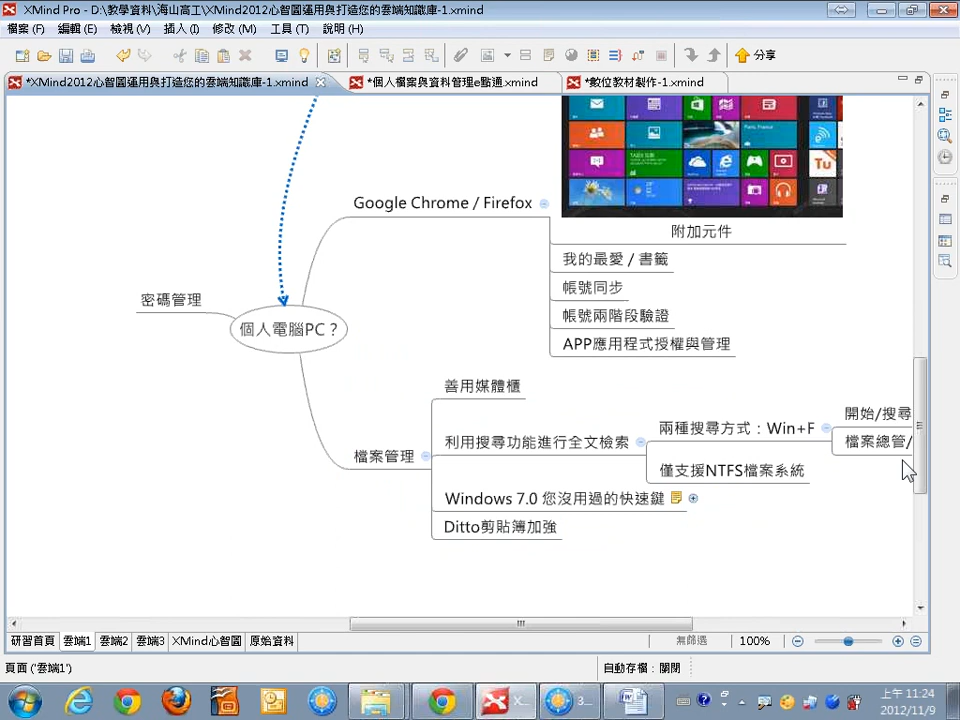 XMind Pro - D:\教學資料\海山高工\XMind2012心智圖運用與打造您的雲端知識庫-1.xmind
檔案(F) 編輯(E) 檢視(V) 插入(I) 修改(M) 工具(T) 說明(H)
分享
*XMind2012心智圖運用與打造您的雲端知識庫-1.xmind *個人檔案與資料管理e點通.xmind *數位教材製作-1.xmind
Google Chrome / Firefox
附加元件
我的最愛 / 書籤
帳號同步
帳號兩階段驗證
APP應用程式授權與管理
密碼管理
個人電腦PC？
善用媒體櫃
開始/搜尋
兩種搜尋方式：Win+F
利用搜尋功能進行全文檢索
檔案總管/
檔案管理
僅支援NTFS檔案系統
Windows 7.0 您沒用過的快速鍵
Ditto剪貼簿加強
研習首頁 雲端1 雲端2 雲端3 XMind心智圖 原始資料
無篩選 100%
頁面 ('雲端1')
自動存檔：關閉
X...
3...
上午 11:24
2012/11/9